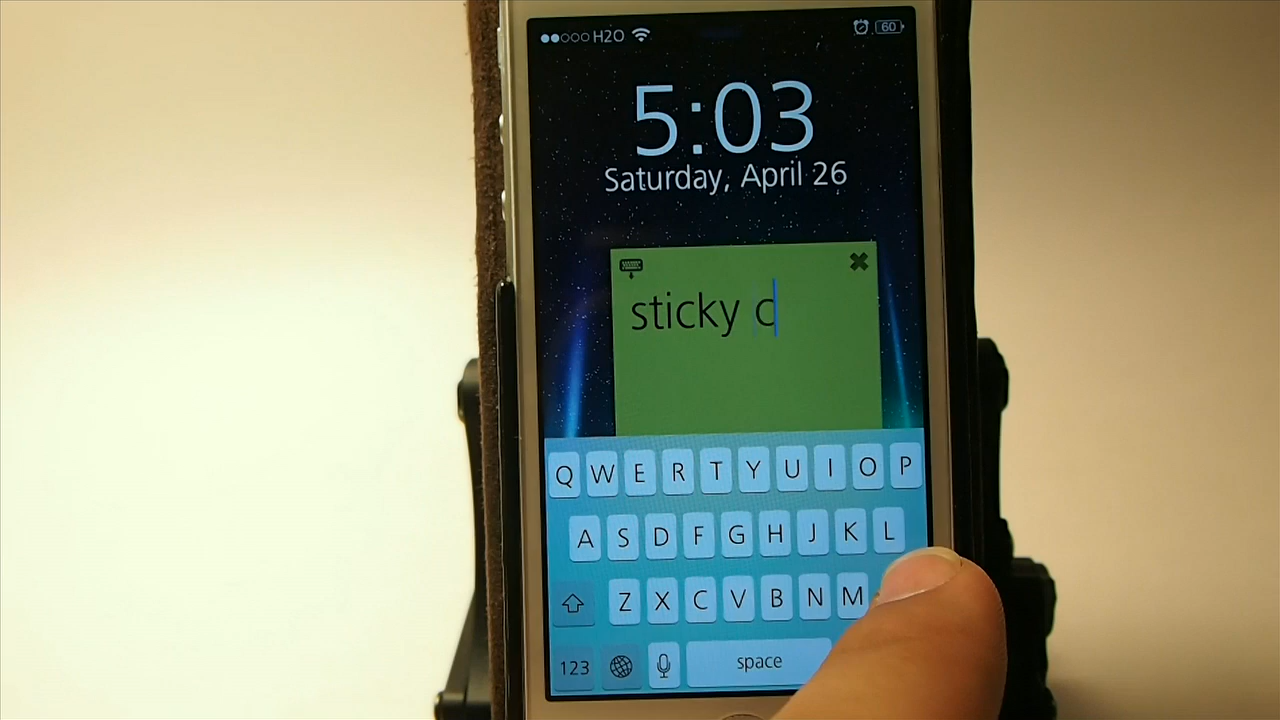 H2O 60
5:03
Saturday, April 26
sticky c
Q W E R T Y U I O P
A S D F G H J K L
Z X C V B N M
123 space